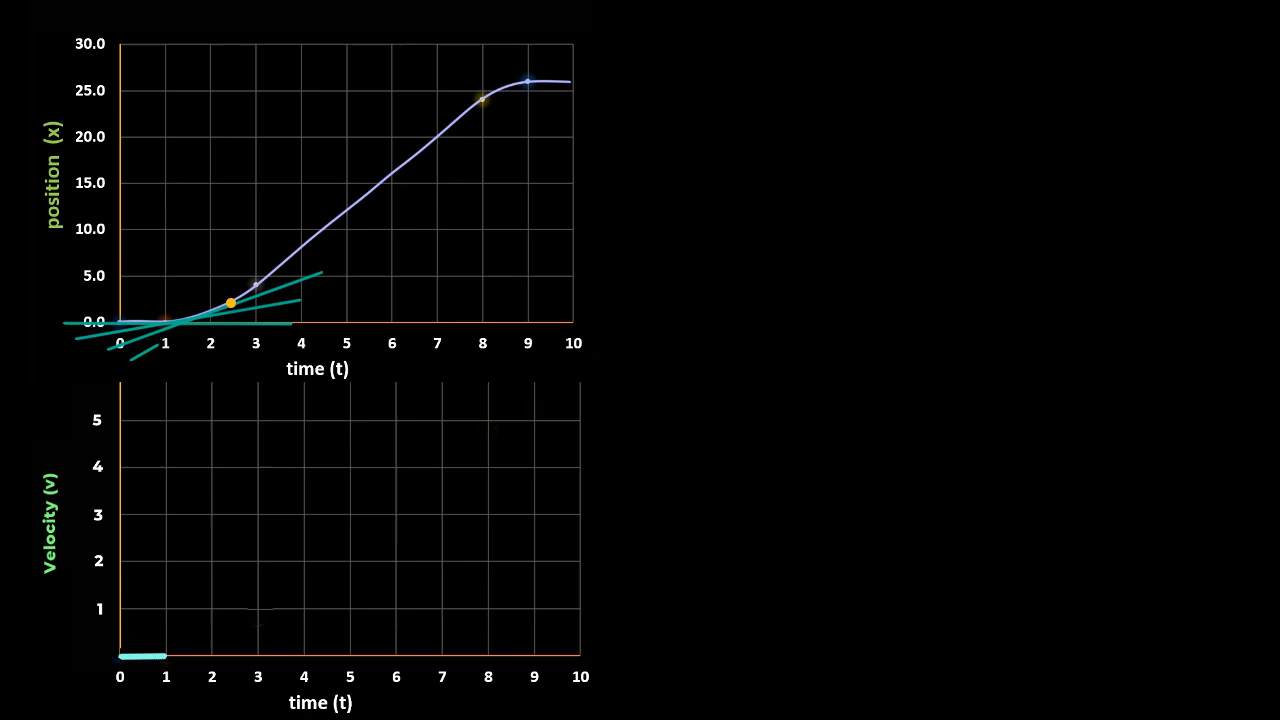 30.0
25.0
20.0
15.0
10.0
5.0
0.0
position (x)
0 1 2 3 4 5 6 7 8 9 10
time (t)
5
4
3
2
1
Velocity (v)
0 1 2 3 4 5 6 7 8 9 10
time (t)